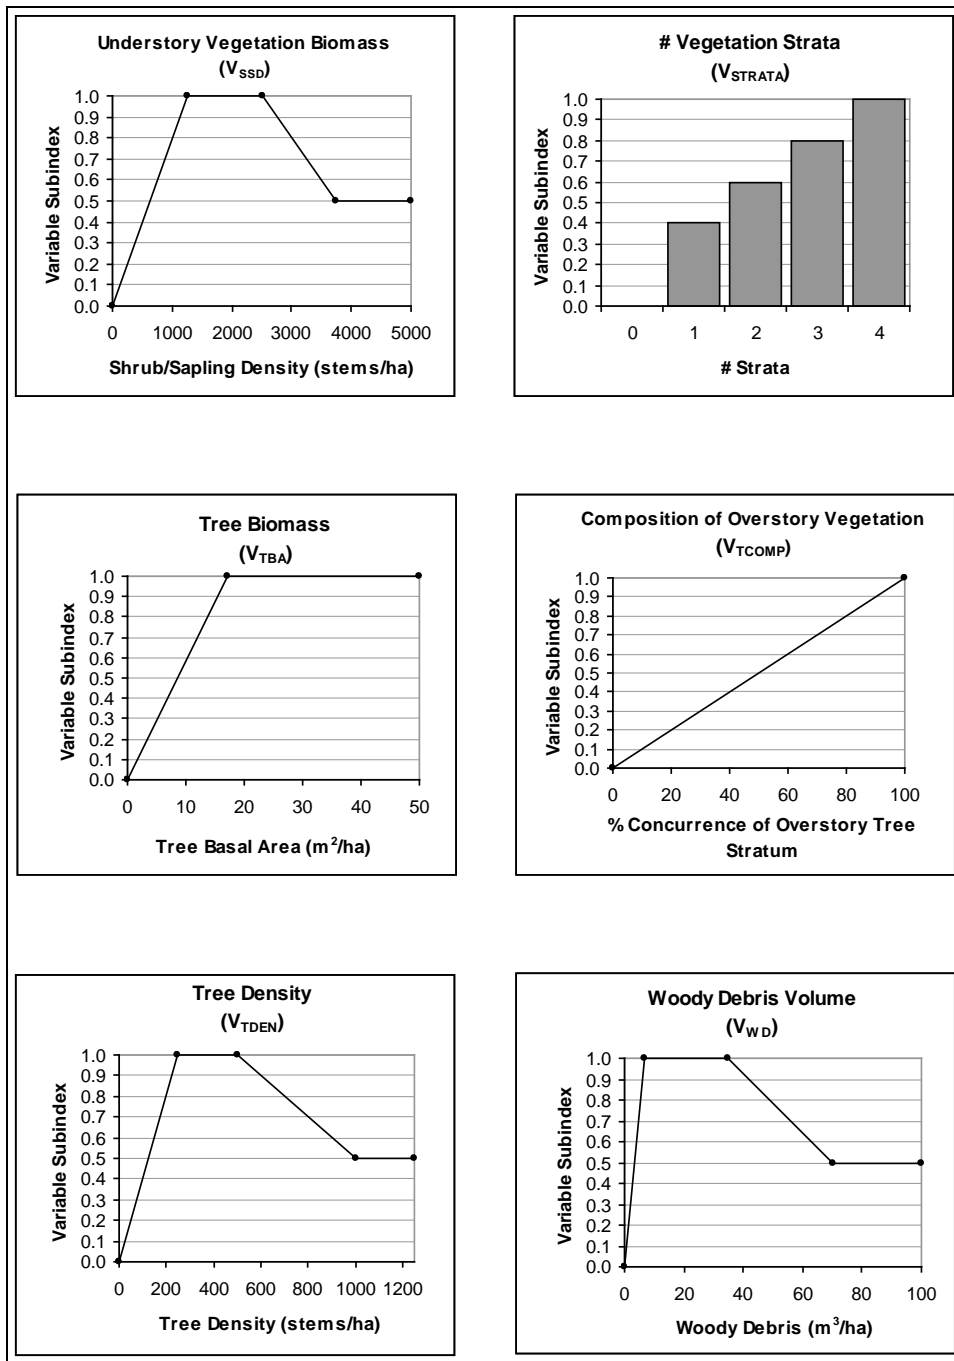 Understory Vegetation Biomass
(V_SSD)
1.0
0.9
0.8
0.7
0.6
0.5
0.4
0.3
0.2
0.1
0.0
Variable Subindex
0 1000 2000 3000 4000 5000
Shrub/Sapling Density (stems/ha)
# Vegetation Strata
(V_STRATA)
1.0
0.9
0.8
0.7
0.6
0.5
0.4
0.3
0.2
0.1
0.0
Variable Subindex
0 1 2 3 4
# Strata
Tree Biomass
(V_TBA)
1.0
0.9
0.8
0.7
0.6
0.5
0.4
0.3
0.2
0.1
0.0
Variable Subindex
0 10 20 30 40 50
Tree Basal Area (m²/ha)
Composition of Overstory Vegetation
(V_TCOMP)
1.0
0.9
0.8
0.7
0.6
0.5
0.4
0.3
0.2
0.1
0.0
Variable Subindex
0 20 40 60 80 100
% Concurrence of Overstory Tree
Stratum
Tree Density
(V_TDEN)
1.0
0.9
0.8
0.7
0.6
0.5
0.4
0.3
0.2
0.1
0.0
Variable Subindex
0 200 400 600 800 1000 1200
Tree Density (stems/ha)
Woody Debris Volume
(V_WD)
1.0
0.9
0.8
0.7
0.6
0.5
0.4
0.3
0.2
0.1
0.0
Variable Subindex
0 20 40 60 80 100
Woody Debris (m³/ha)